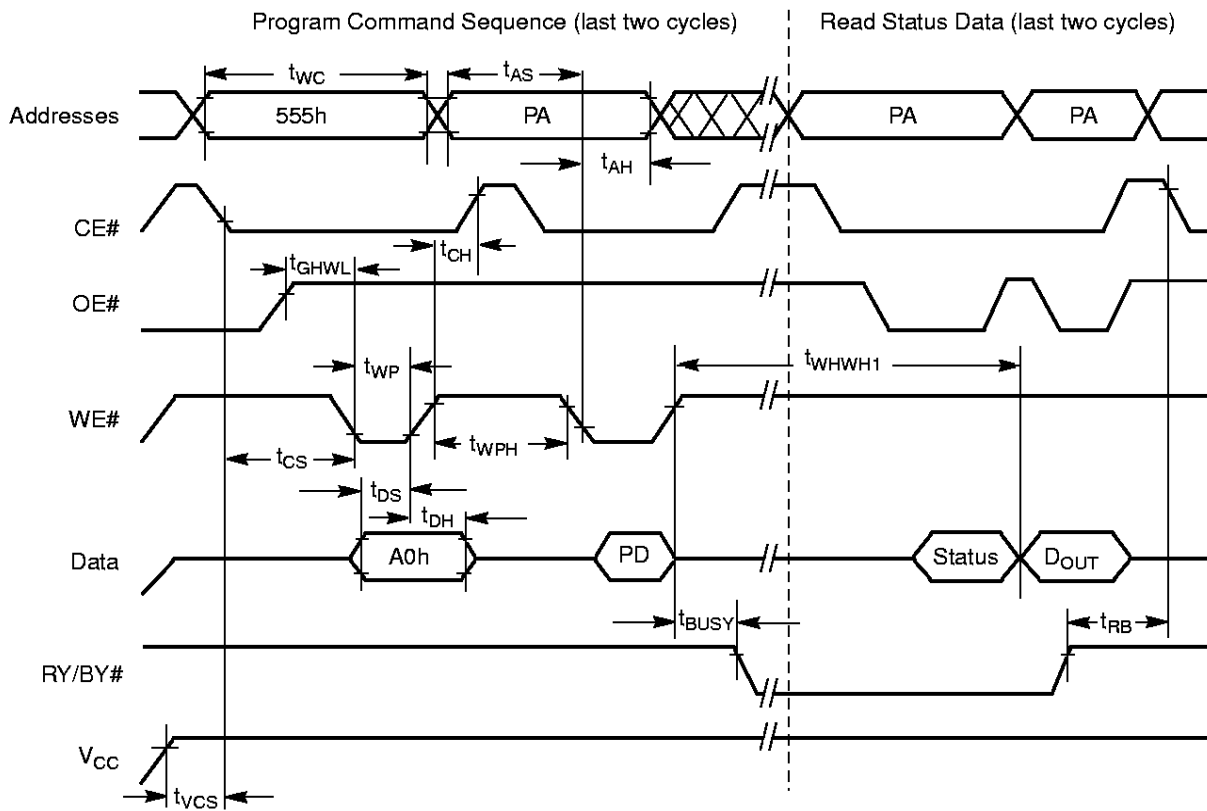 Program Command Sequence (last two cycles)
Read Status Data (last two cycles)
tWC
tAS
Addresses
555h
PA
PA
PA
tAH
CE#
tCH
tGHWL
OE#
tWP
tWHWH1
WE#
tWPH
tCS
tDS
tDH
Data
A0h
PD
Status
DOUT
tBUSY
tRB
RY/BY#
VCC
tVCS